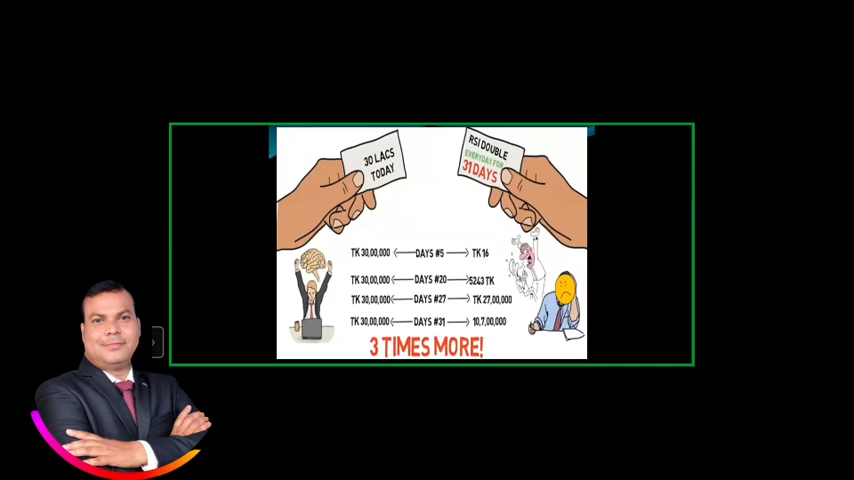 30 LACS
TODAY
RSI DOUBLE
EVERYDAY FOR
31 DAYS
TK 30,00,000 DAYS #5 TK 16
TK 30,00,000 DAYS #20 5243 TK
TK 30,00,000 DAYS #27 TK 27,00,000
TK 30,00,000 DAYS #31 10,7,00,000
3 TIMES MORE!